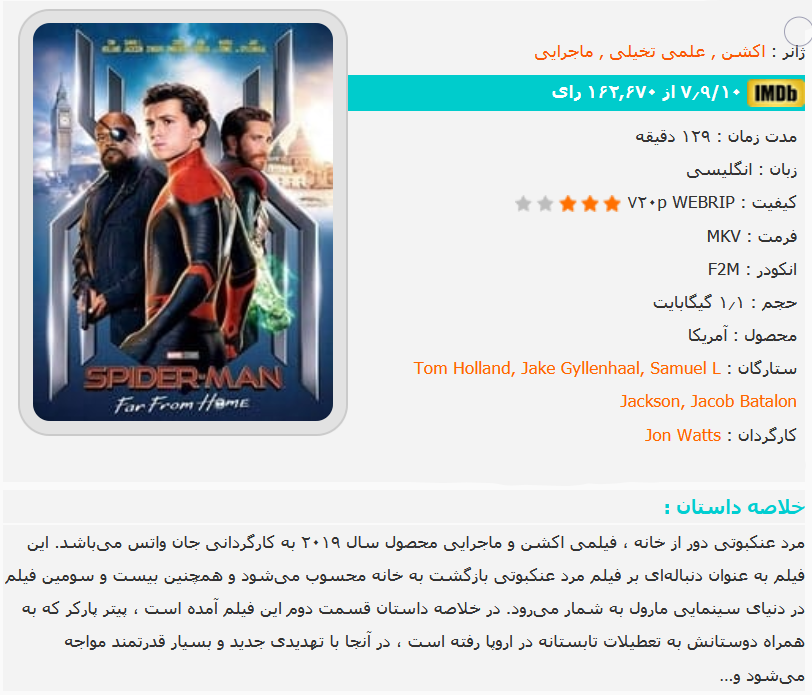 SPIDER-MAN
Far From Home
ژانر : اکشن , علمی تخیلی , ماجرایی
IMDb ۷٫۹/۱۰ از ۱۶۲,۶۷۰ رای
مدت زمان : ۱۲۹ دقیقه
زبان : انگلیسی
کیفیت : ۷۲۰p WEBRIP
فرمت : MKV
انکودر : F2M
حجم : ۱٫۱ گیگابایت
محصول : آمریکا
ستارگان : Tom Holland, Jake Gyllenhaal, Samuel L
Jackson, Jacob Batalon
کارگردان : Jon Watts
خلاصه داستان :
مرد عنکبوتی دور از خانه ، فیلمی اکشن و ماجرایی محصول سال ۲۰۱۹ به کارگردانی جان واتس می‌باشد. این
فیلم به عنوان دنباله‌ای بر فیلم مرد عنکبوتی بازگشت به خانه محسوب می‌شود و همچنین بیست و سومین فیلم
در دنیای سینمایی مارول به شمار می‌رود. در خلاصه داستان قسمت دوم این فیلم آمده است ، پیتر پارکر که به
همراه دوستانش به تعطیلات تابستانه در اروپا رفته است ، در آنجا با تهدیدی جدید و بسیار قدرتمند مواجه
می‌شود و...